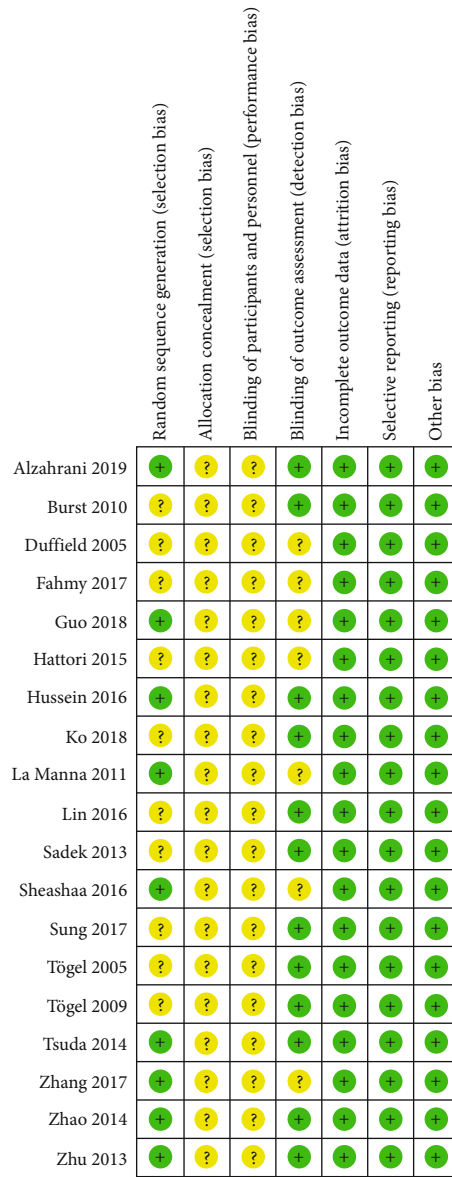 Random sequence generation (selection bias)
Allocation concealment (selection bias)
Blinding of participants and personnel (performance bias)
Blinding of outcome assessment (detection bias)
Incomplete outcome data (attrition bias)
Selective reporting (reporting bias)
Other bias
Alzahrani 2019 + ? ? + + + +
Burst 2010 ? ? ? + + + +
Duffield 2005 ? ? ? ? + + +
Fahmy 2017 ? ? ? ? + + +
Guo 2018 + ? ? ? + + +
Hattori 2015 ? ? ? ? + + +
Hussein 2016 + ? ? + + + +
Ko 2018 ? ? ? + + + +
La Manna 2011 + ? ? ? + + +
Lin 2016 ? ? ? + + + +
Sadek 2013 ? ? ? + + + +
Sheashaa 2016 + ? ? ? + + +
Sung 2017 ? ? ? + + + +
Tögel 2005 ? ? ? + + + +
Tögel 2009 ? ? ? + + + +
Tsuda 2014 + ? ? + + + +
Zhang 2017 + ? ? ? + + +
Zhao 2014 + ? ? + + + +
Zhu 2013 + ? ? + + + +